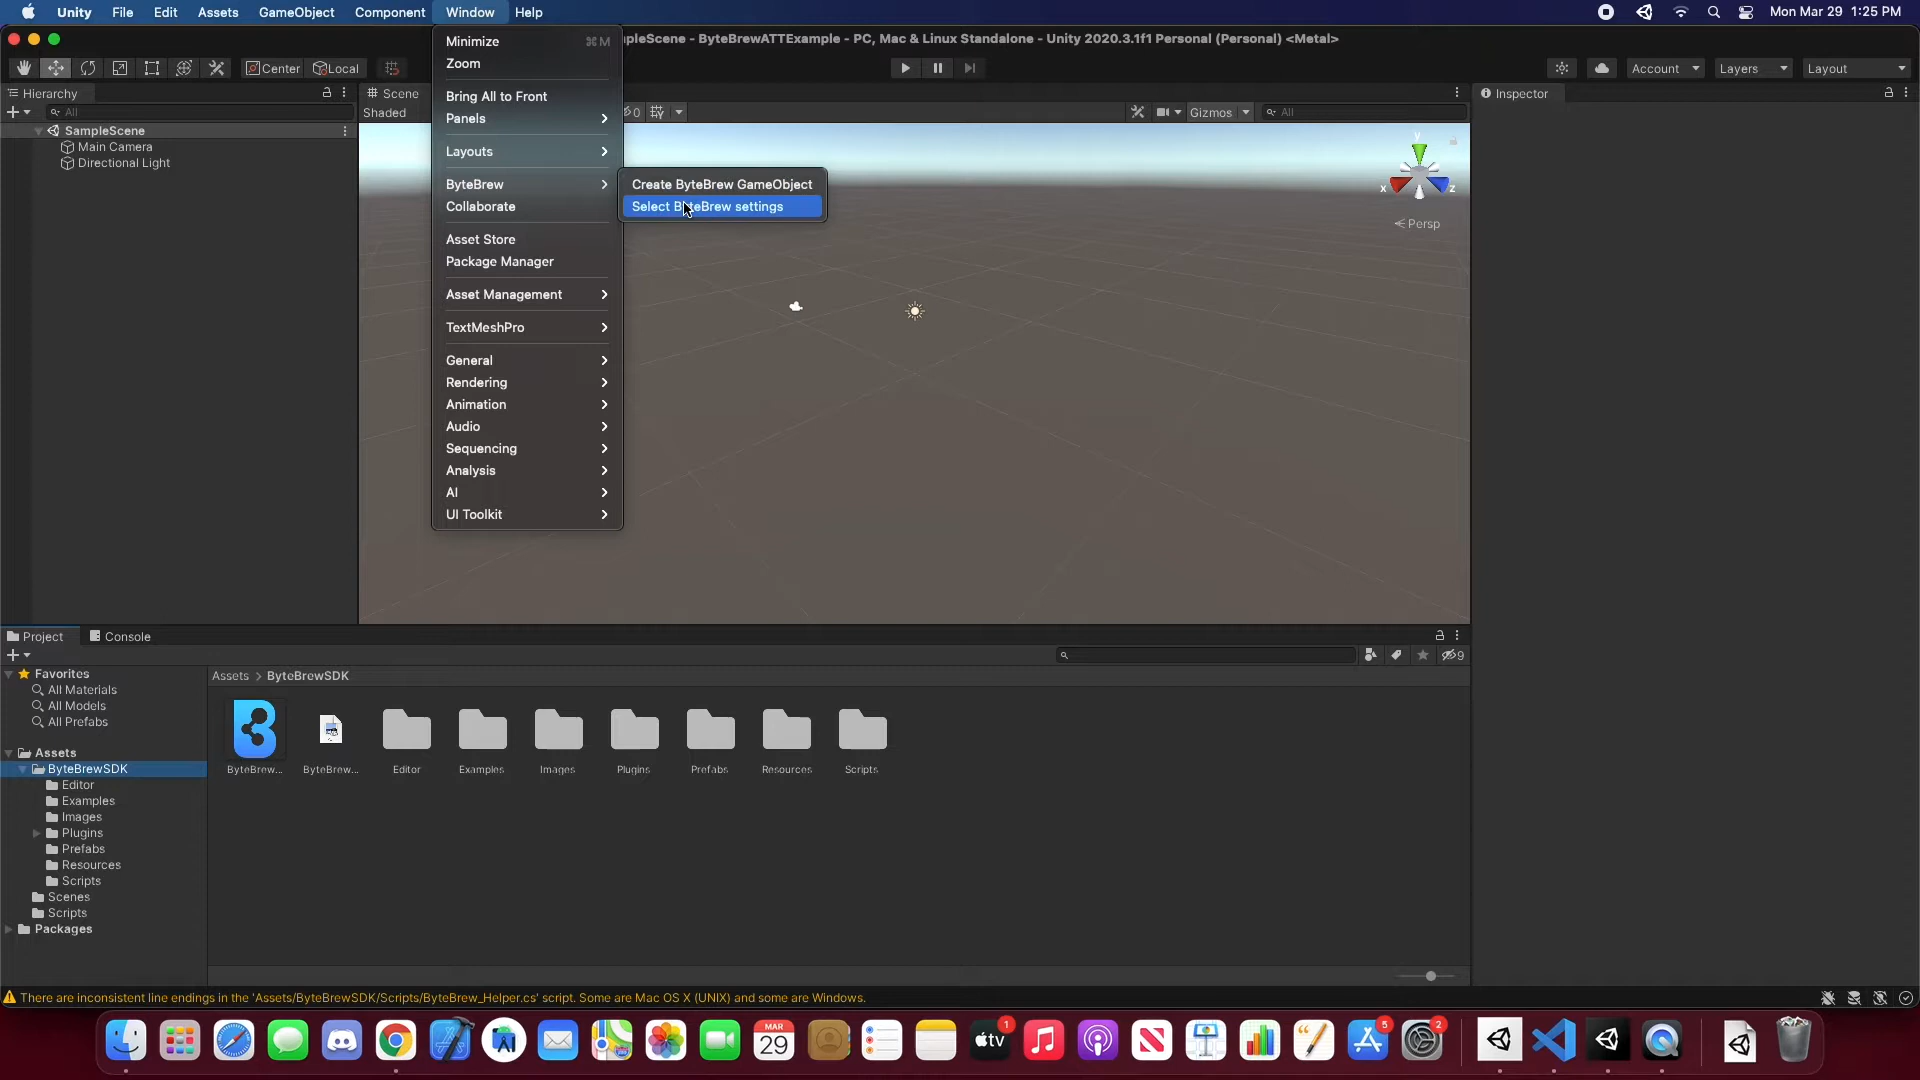 Unity File Edit Assets GameObject Component Window Help Mon Mar 29 1:25 PM
pleScene - ByteBrewATTExample - PC, Mac & Linux Standalone - Unity 2020.3.1f1 Personal (Personal) <Metal>
Center Local Account Layers Layout
Hierarchy
All
SampleScene
Main Camera
Directional Light
Scene
Shaded
0
Gizmos
All
Inspector
Minimize ⌘M
Zoom
Bring All to Front
Panels
Layouts
ByteBrew
Collaborate
Asset Store
Package Manager
Asset Management
TextMeshPro
General
Rendering
Animation
Audio
Sequencing
Analysis
AI
UI Toolkit
Create ByteBrew GameObject
Select ByteBrew settings
y
x
z
Persp
Project Console
9
Favorites
All Materials
All Models
All Prefabs
Assets
ByteBrewSDK
Editor
Examples
Images
Plugins
Prefabs
Resources
Scripts
Scenes
Scripts
Packages
Assets > ByteBrewSDK
ByteBrew... ByteBrew... Editor Examples Images Plugins Prefabs Resources Scripts
There are inconsistent line endings in the 'Assets/ByteBrewSDK/Scripts/ByteBrew_Helper.cs' script. Some are Mac OS X (UNIX) and some are Windows.
MAR
29
tv
1
5
2